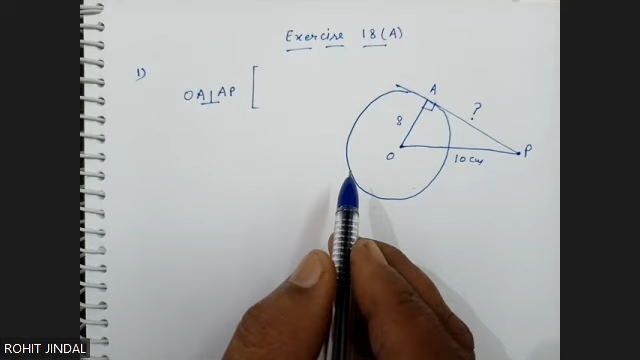 Exercise 18(A)
1)
OA⊥AP [
A
?
8
O
10 cm
P
ROHIT JINDAL